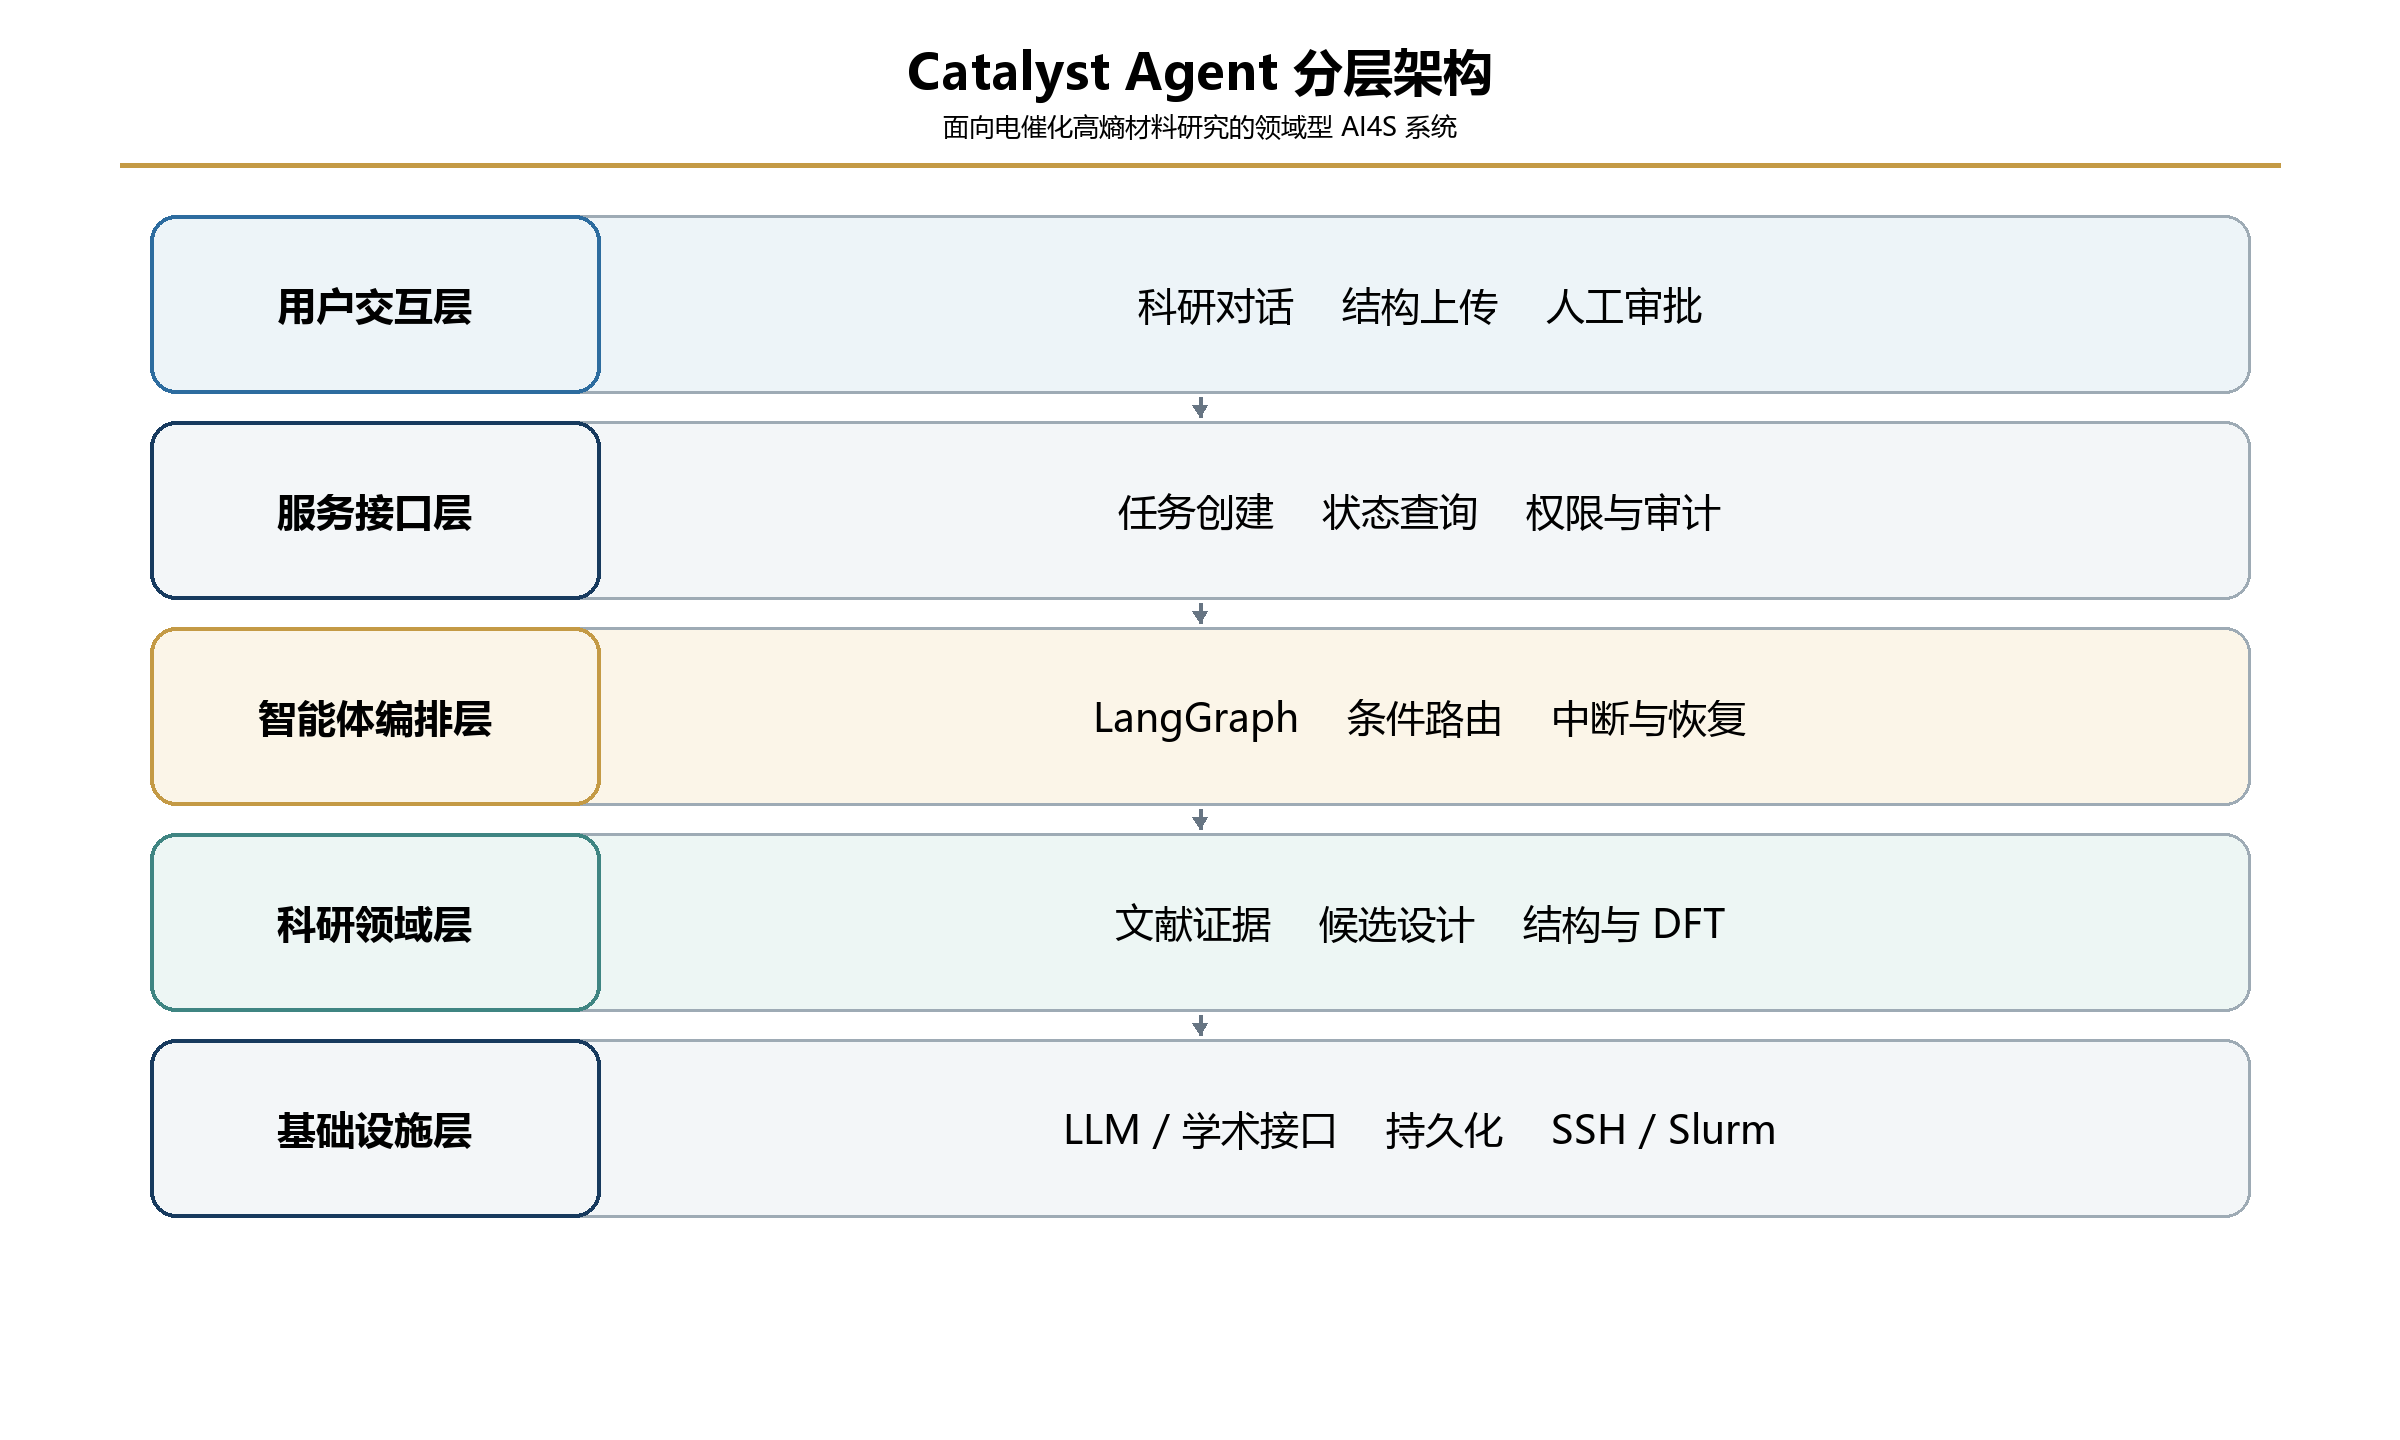 Catalyst Agent 分层架构
面向电催化高熵材料研究的领域型 AI4S 系统
用户交互层
科研对话 结构上传 人工审批
服务接口层
任务创建 状态查询 权限与审计
智能体编排层
LangGraph 条件路由 中断与恢复
科研领域层
文献证据 候选设计 结构与 DFT
基础设施层
LLM / 学术接口 持久化 SSH / Slurm